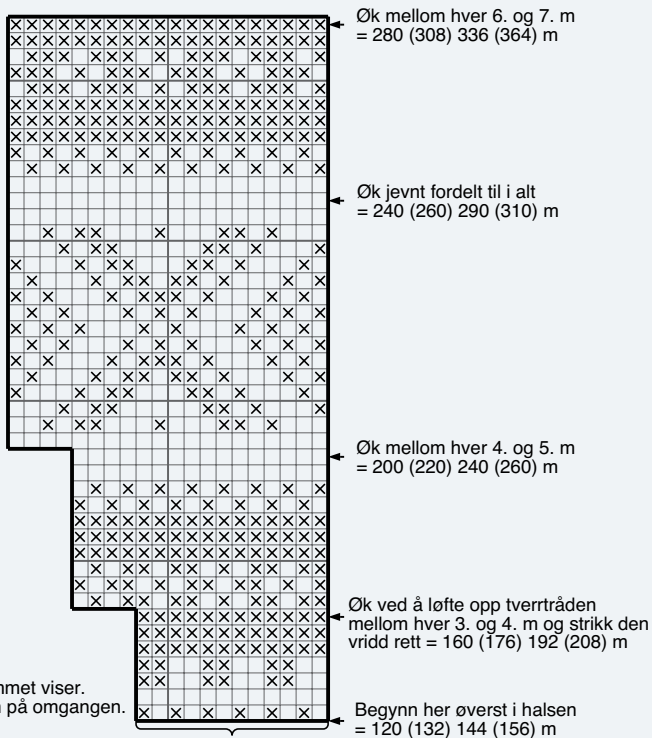 Øk mellom hver 6. og 7. m
= 280 (308) 336 (364) m
Øk jevnt fordelt til i alt
= 240 (260) 290 (310) m
Øk mellom hver 4. og 5. m
= 200 (220) 240 (260) m
Øk ved å løfte opp tverrtråden
mellom hver 3. og 4. m og strikk den
vridd rett = 160 (176) 192 (208) m
mmet viser.
på omgangen.
Begynn her øverst i halsen
= 120 (132) 144 (156) m